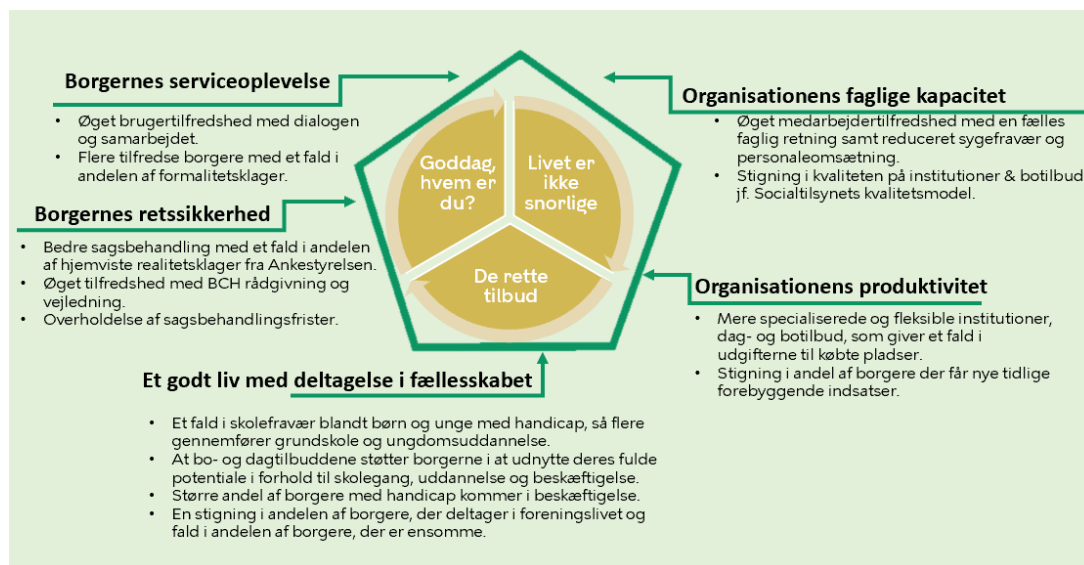 Borgernes serviceoplevelse
• Øget brugertilfredshed med dialogen
og samarbejdet.
• Flere tilfredse borgere med et fald i
andelen af formalitetsklager.
Borgernes retssikkerhed
• Bedre sagsbehandling med et fald i andelen
af hjemviste realitetsklager fra Ankestyrelsen.
• Øget tilfredshed med BCH rådgivning og
vejledning.
• Overholdelse af sagsbehandlingsfrister.
Goddag,
hvem er
du?
Livet er
ikke
snorlige
De rette
tilbud
Organisationens faglige kapacitet
• Øget medarbejdertilfredshed med en fælles
faglig retning samt reduceret sygefravær og
personaleomsætning.
• Stigning i kvaliteten på institutioner & botilbud
jf. Socialtilsynets kvalitetsmodel.
Organisationens produktivitet
• Mere specialiserede og fleksible institutioner,
dag- og botilbud, som giver et fald i
udgifterne til købte pladser.
• Stigning i andel af borgere der får nye tidlige
forebyggende indsatser.
Et godt liv med deltagelse i fællesskabet
• Et fald i skolefravær blandt børn og unge med handicap, så flere
gennemfører grundskole og ungdomsuddannelse.
• At bo- og dagtilbuddene støtter borgerne i at udnytte deres fulde
potentiale i forhold til skolegang, uddannelse og beskæftigelse.
• Større andel af borgere med handicap kommer i beskæftigelse.
• En stigning i andelen af borgere, der deltager i foreningslivet og
fald i andelen af borgere, der er ensomme.